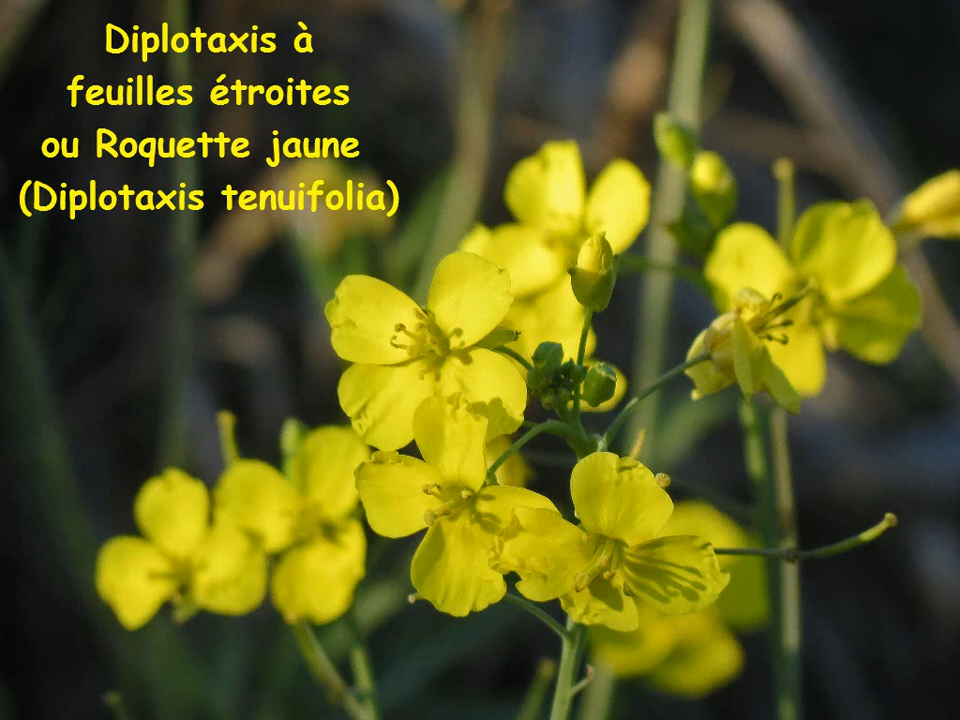 Diplotaxis à
feuilles étroites
ou Roquette jaune
(Diplotaxis tenuifolia)